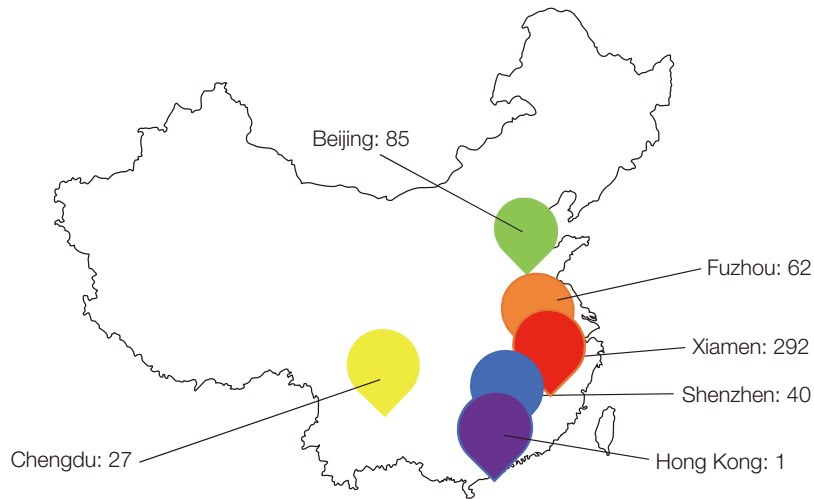 Beijing: 85
Fuzhou: 62
Xiamen: 292
Shenzhen: 40
Chengdu: 27
Hong Kong: 1